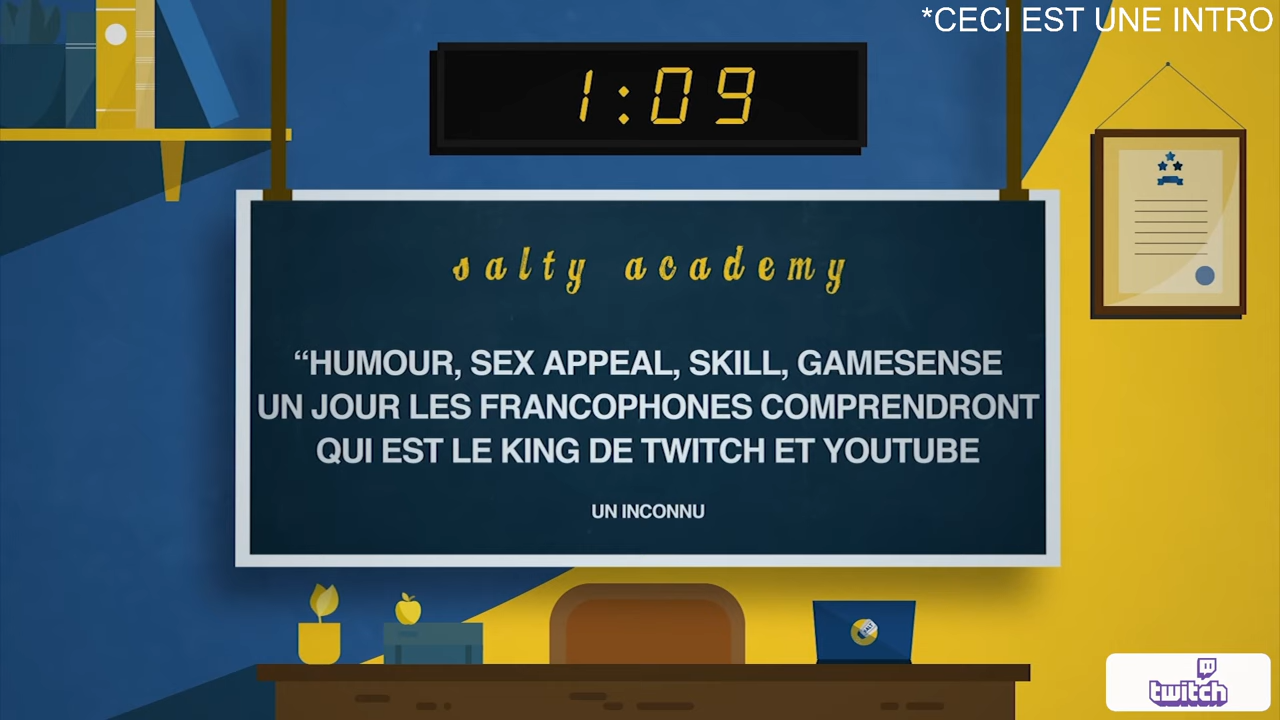 *CECI EST UNE INTRO
1:09
salty academy
“HUMOUR, SEX APPEAL, SKILL, GAMESENSE
UN JOUR LES FRANCOPHONES COMPRENDRONT
QUI EST LE KING DE TWITCH ET YOUTUBE
UN INCONNU
twitch